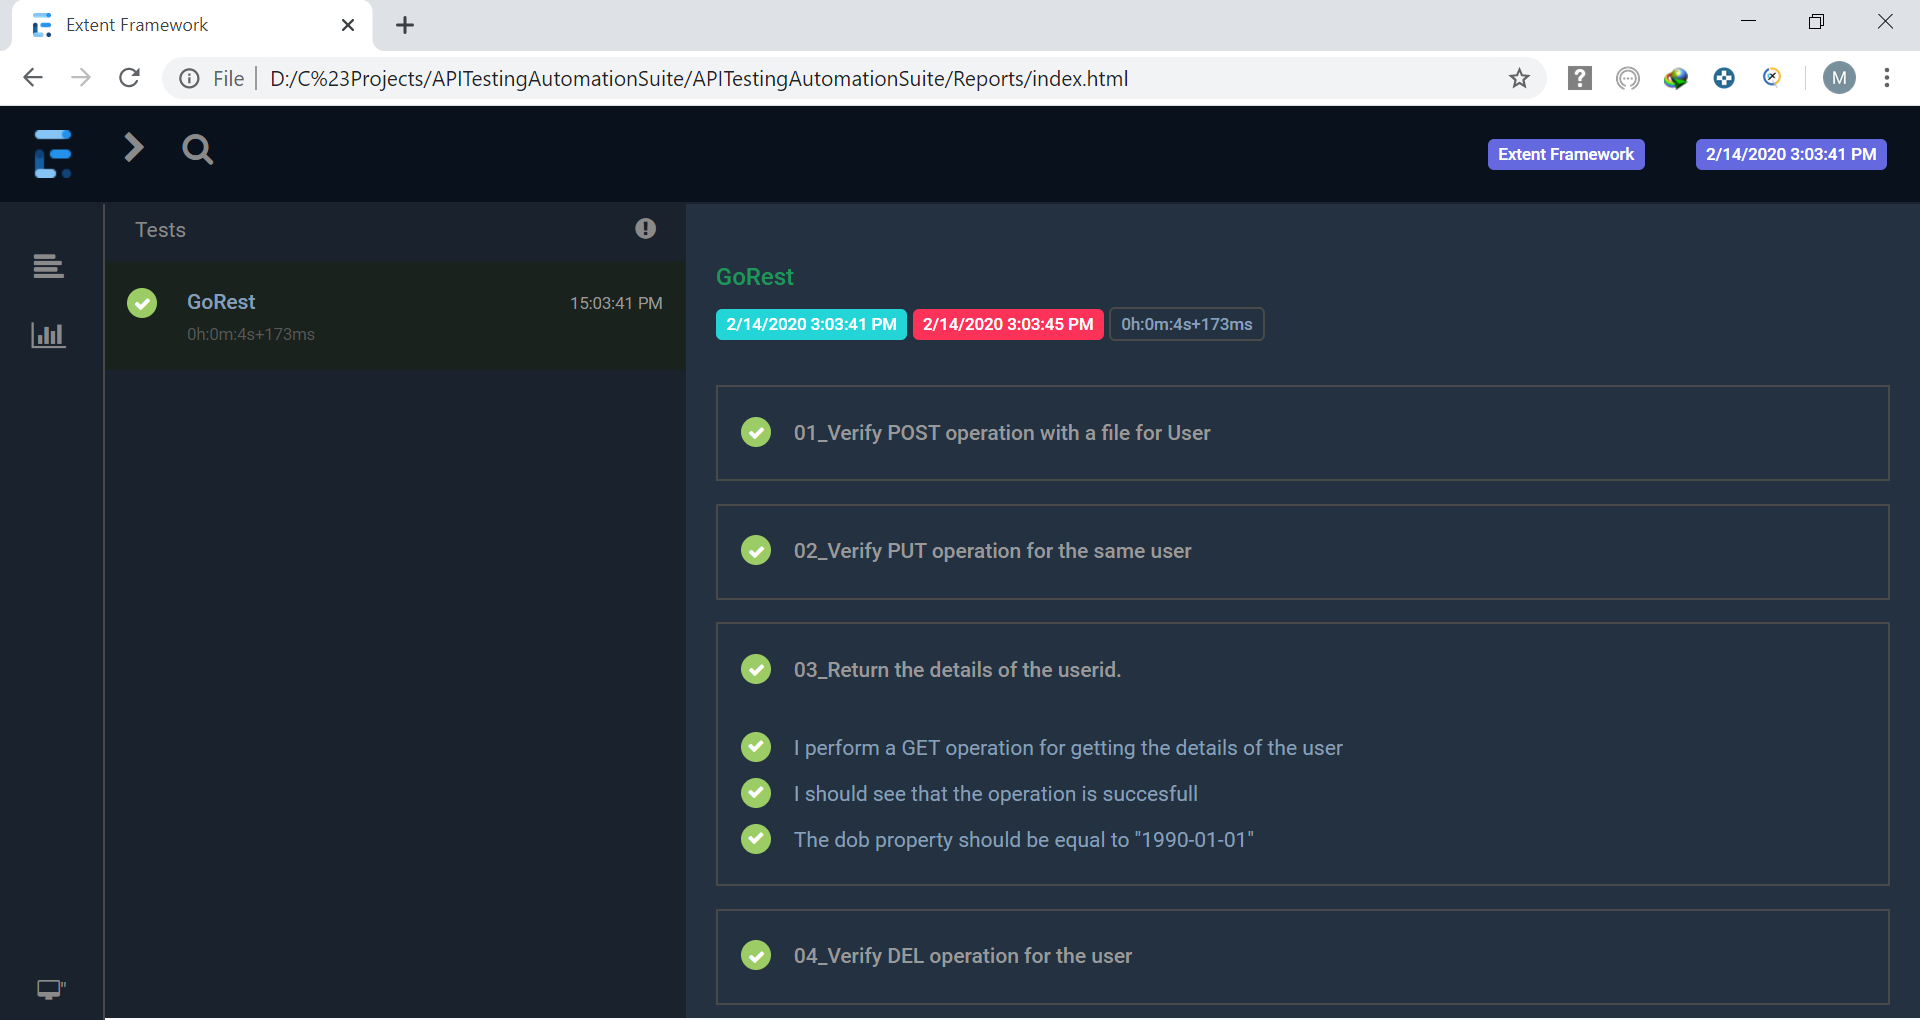 Extent Framework
File
D:/C%23Projects/APITestingAutomationSuite/APITestingAutomationSuite/Reports/index.html
M
Extent Framework
2/14/2020 3:03:41 PM
Tests
GoRest
15:03:41 PM
0h:0m:4s+173ms
GoRest
2/14/2020 3:03:41 PM
2/14/2020 3:03:45 PM
0h:0m:4s+173ms
01_Verify POST operation with a file for User
02_Verify PUT operation for the same user
03_Return the details of the userid.
I perform a GET operation for getting the details of the user
I should see that the operation is succesfull
The dob property should be equal to "1990-01-01"
04_Verify DEL operation for the user
"